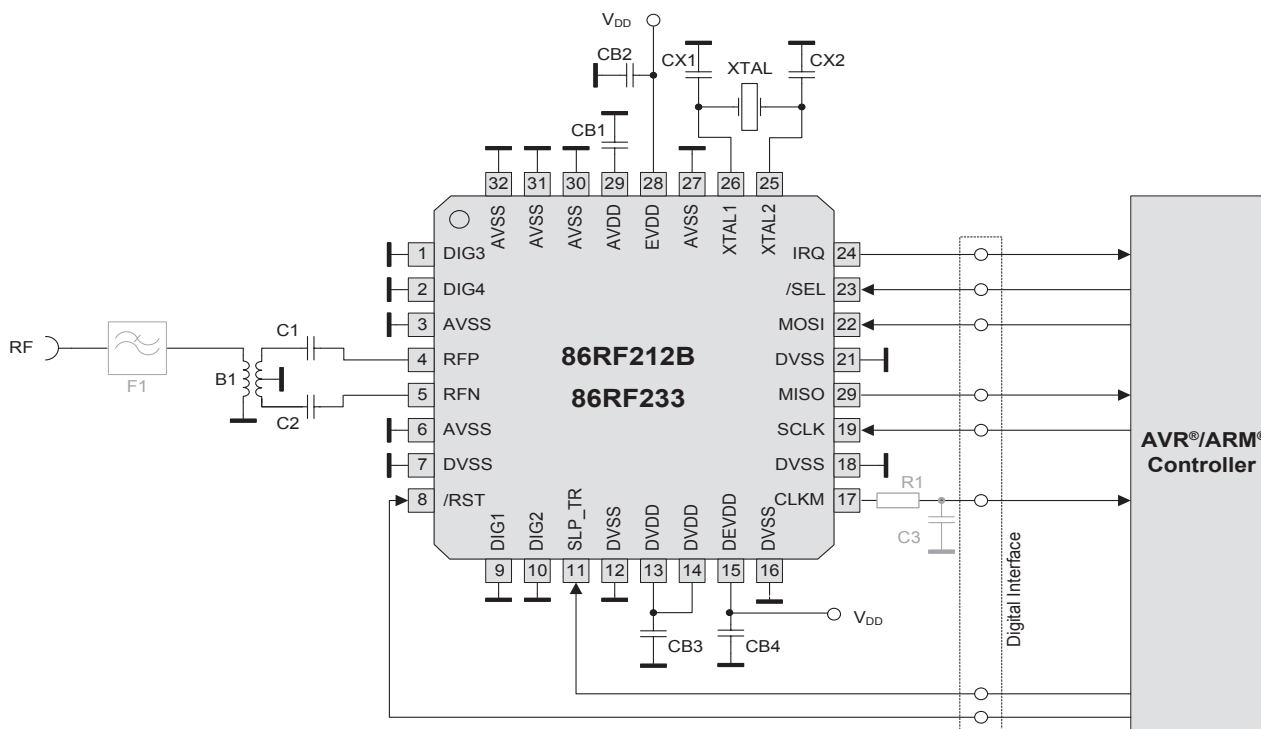 V_DD
CB2
CX1
XTAL
CX2
CB1
32
31
30
29
28
27
26
25
AVSS
AVSS
AVSS
AVDD
EVDD
AVSS
XTAL1
XTAL2
1 DIG3
2 DIG4
3 AVSS
4 RFP
5 RFN
6 AVSS
7 DVSS
8 /RST
RF
F1
B1
C1
C2
86RF212B
86RF233
IRQ 24
/SEL 23
MOSI 22
DVSS 21
MISO 29
SCLK 19
DVSS 18
CLKM 17
R1
C3
DIG1
DIG2
SLP_TR
DVSS
DVDD
DVDD
DEVDD
DVSS
9
10
11
12
13
14
15
16
CB3
CB4
V_DD
Digital Interface
AVR®/ARM®
Controller